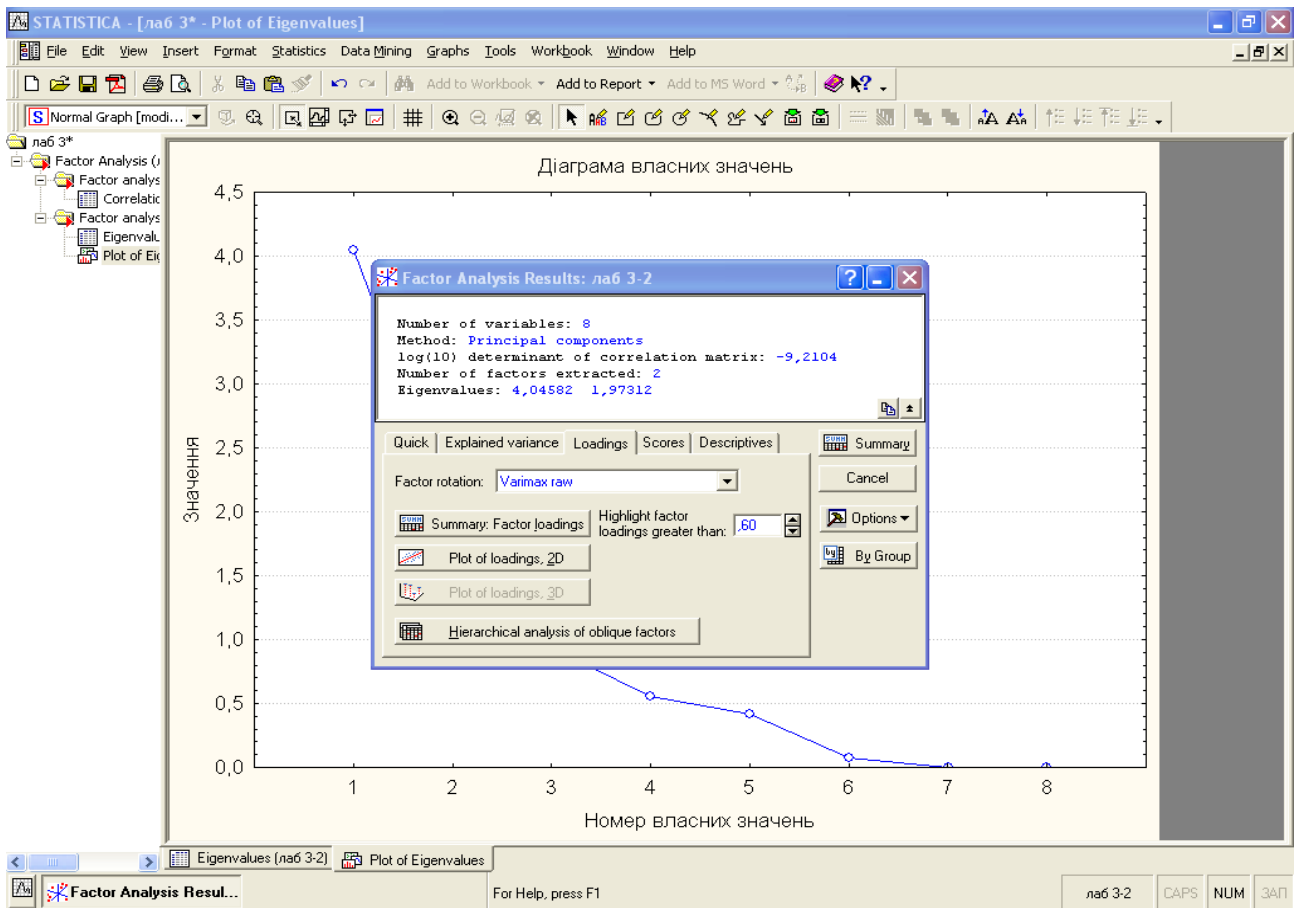 STATISTICA - [лаб 3* - Plot of Eigenvalues]
File Edit View Insert Format Statistics Data Mining Graphs Tools Workbook Window Help
Add to Workbook Add to Report Add to MS Word
S Normal Graph [modi...
лаб 3*
Factor Analysis (л
Factor analys
Correlatio
Factor analys
Eigenvalu
Plot of Eig
Діаграма власних значень
4,5
4,0
3,5
3,0
2,5
2,0
1,5
1,0
0,5
0,0
Значення
1 2 3 4 5 6 7 8
Номер власних значень
Factor Analysis Results: лаб 3-2
Number of variables: 8
Method: Principal components
log(10) determinant of correlation matrix: -9,2104
Number of factors extracted: 2
Eigenvalues: 4,04582 1,97312
Quick Explained variance Loadings Scores Descriptives
Summary
Cancel
Options
By Group
Factor rotation: Varimax raw
Summary: Factor loadings
Highlight factor
loadings greater than: ,60
Plot of loadings, 2D
Plot of loadings, 3D
Hierarchical analysis of oblique factors
Eigenvalues (лаб 3-2) Plot of Eigenvalues
Factor Analysis Resul...
For Help, press F1
лаб 3-2
CAPS
NUM
ЗАП